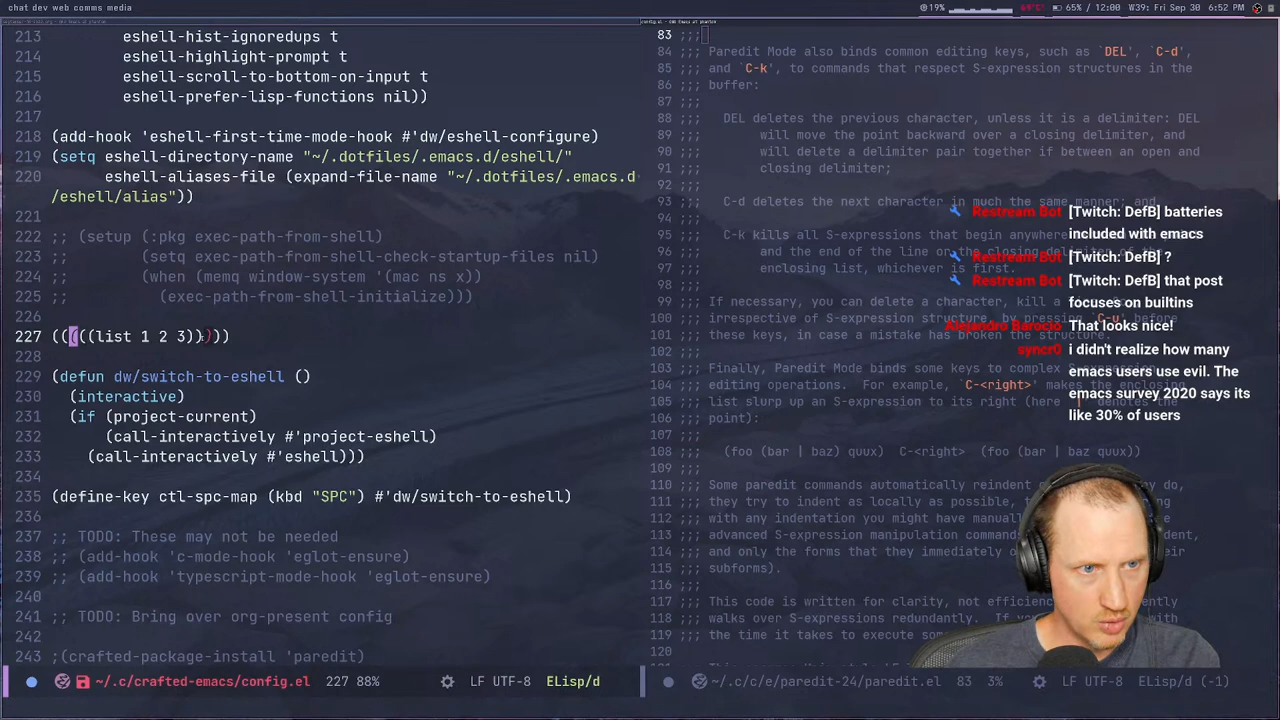 chat dev web comms media
19%
69°C
65% / 12:00
W39: Fri Sep 30
6:52 PM
213 eshell-hist-ignoredups t
214 eshell-highlight-prompt t
215 eshell-scroll-to-bottom-on-input t
216 eshell-prefer-lisp-functions nil))
217
218 (add-hook 'eshell-first-time-mode-hook #'dw/eshell-configure)
219 (setq eshell-directory-name "~/.dotfiles/.emacs.d/eshell/"
220 eshell-aliases-file (expand-file-name "~/.dotfiles/.emacs.d
/eshell/alias"))
221
222 ;; (setup (:pkg exec-path-from-shell)
223 ;; (setq exec-path-from-shell-check-startup-files nil)
224 ;; (when (memq window-system '(mac ns x))
225 ;; (exec-path-from-shell-initialize)))
226
227 (((((list 1 2 3)))))
228
229 (defun dw/switch-to-eshell ()
230 (interactive)
231 (if (project-current)
232 (call-interactively #'project-eshell)
233 (call-interactively #'eshell)))
234
235 (define-key ctl-spc-map (kbd "SPC") #'dw/switch-to-eshell)
236
237 ;; TODO: These may not be needed
238 ;; (add-hook 'c-mode-hook 'eglot-ensure)
239 ;; (add-hook 'typescript-mode-hook 'eglot-ensure)
240
241 ;; TODO: Bring over org-present config
242
243 ;(crafted-package-install 'paredit)
~/.c/crafted-emacs/config.el 227 88% LF UTF-8 ELisp/d
83 ;;;
84 ;;; Paredit Mode also binds common editing keys, such as `DEL', `C-d',
85 ;;; and `C-k', to commands that respect S-expression structures in the
86 ;;; buffer:
87 ;;;
88 ;;; DEL deletes the previous character, unless it is a delimiter: DEL
89 ;;; will move the point backward over a closing delimiter, and
90 ;;; will delete a delimiter pair together if between an open and
91 ;;; closing delimiter;
92 ;;;
93 ;;; C-d deletes the next character in much the same manner; and
94 ;;;
95 ;;; C-k kills all S-expressions that begin anywhere
96 ;;; and the end of the line or the closing delimiter of the
97 ;;; enclosing list, whichever is first.
98 ;;;
99 ;;; If necessary, you can delete a character, kill a
100 ;;; irrespective of S-expression structure, by pressing `C-u' before
101 ;;; these keys, in case a mistake has broken the structure.
102 ;;;
103 ;;; Finally, Paredit Mode binds some keys to complex S-expression
104 ;;; editing operations. For example, `C-<right>' makes the enclosing
105 ;;; list slurp up an S-expression to its right (here `|' denotes the
106 ;;; point):
107 ;;;
108 ;;; (foo (bar | baz) quux) C-<right> (foo (bar | baz quux))
109 ;;;
110 ;;; Some paredit commands automatically reindent
111 ;;; they try to indent as locally as possible, to
112 ;;; with any indentation you might have manually
113 ;;; advanced S-expression manipulation commands
114 ;;; and only the forms that they immediately
115 ;;; subforms).
116 ;;;
117 ;;; This code is written for clarity, not efficiency.
118 ;;; walks over S-expressions redundantly. If you
119 ;;; the time it takes to execute some
120 ;;;
~/.c/c/e/paredit-24/paredit.el 83 3% LF UTF-8 ELisp/d (-1)
Restream Bot [Twitch: DefB] batteries
included with emacs
Restream Bot [Twitch: DefB] ?
Restream Bot [Twitch: DefB] that post
focuses on builtins
Alejandro Barocio That looks nice!
syncr0 i didn't realize how many
emacs users use evil. The
emacs survey 2020 says its
like 30% of users